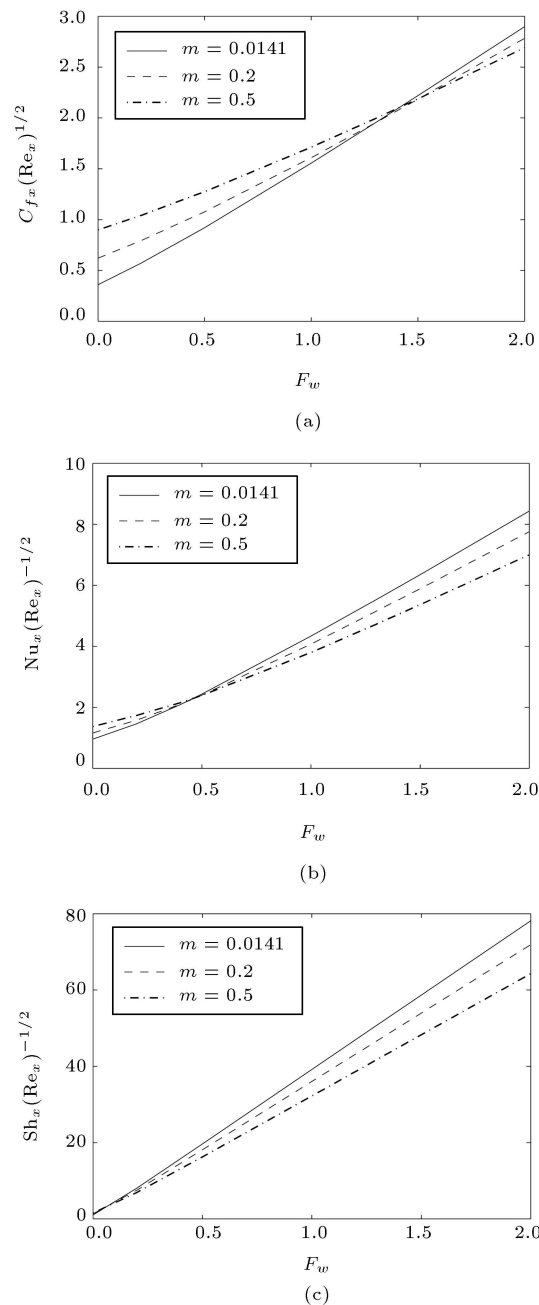 3.0
2.5
2.0
1.5
1.0
0.5
0.0
C_{fx}(Re_x)^{1/2}
m = 0.0141
m = 0.2
m = 0.5
0.0 0.5 1.0 1.5 2.0
F_w
(a)
10
8
6
4
2
0
Nu_x(Re_x)^{−1/2}
m = 0.0141
m = 0.2
m = 0.5
0.0 0.5 1.0 1.5 2.0
F_w
(b)
80
60
40
20
0
Sh_x(Re_x)^{−1/2}
m = 0.0141
m = 0.2
m = 0.5
0.0 0.5 1.0 1.5 2.0
F_w
(c)